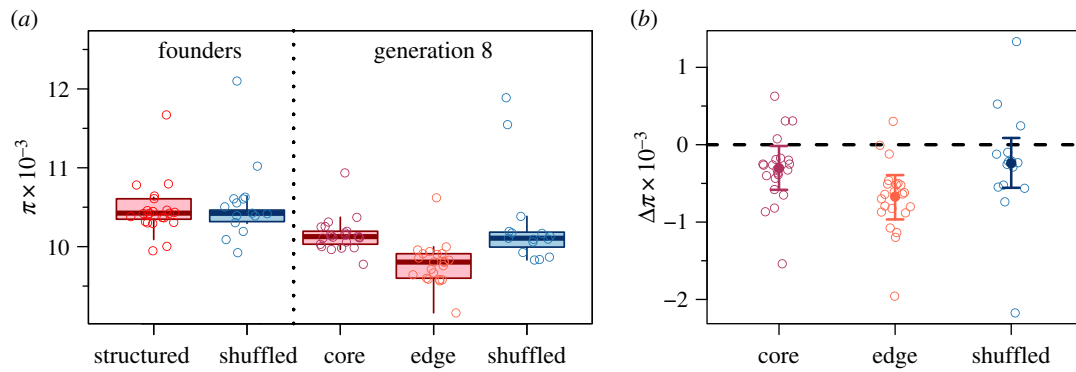 (a)
founders
generation 8
12
11
10
π × 10⁻³
structured
shuffled
core
edge
shuffled
(b)
1
0
−1
−2
Δπ × 10⁻³
core
edge
shuffled